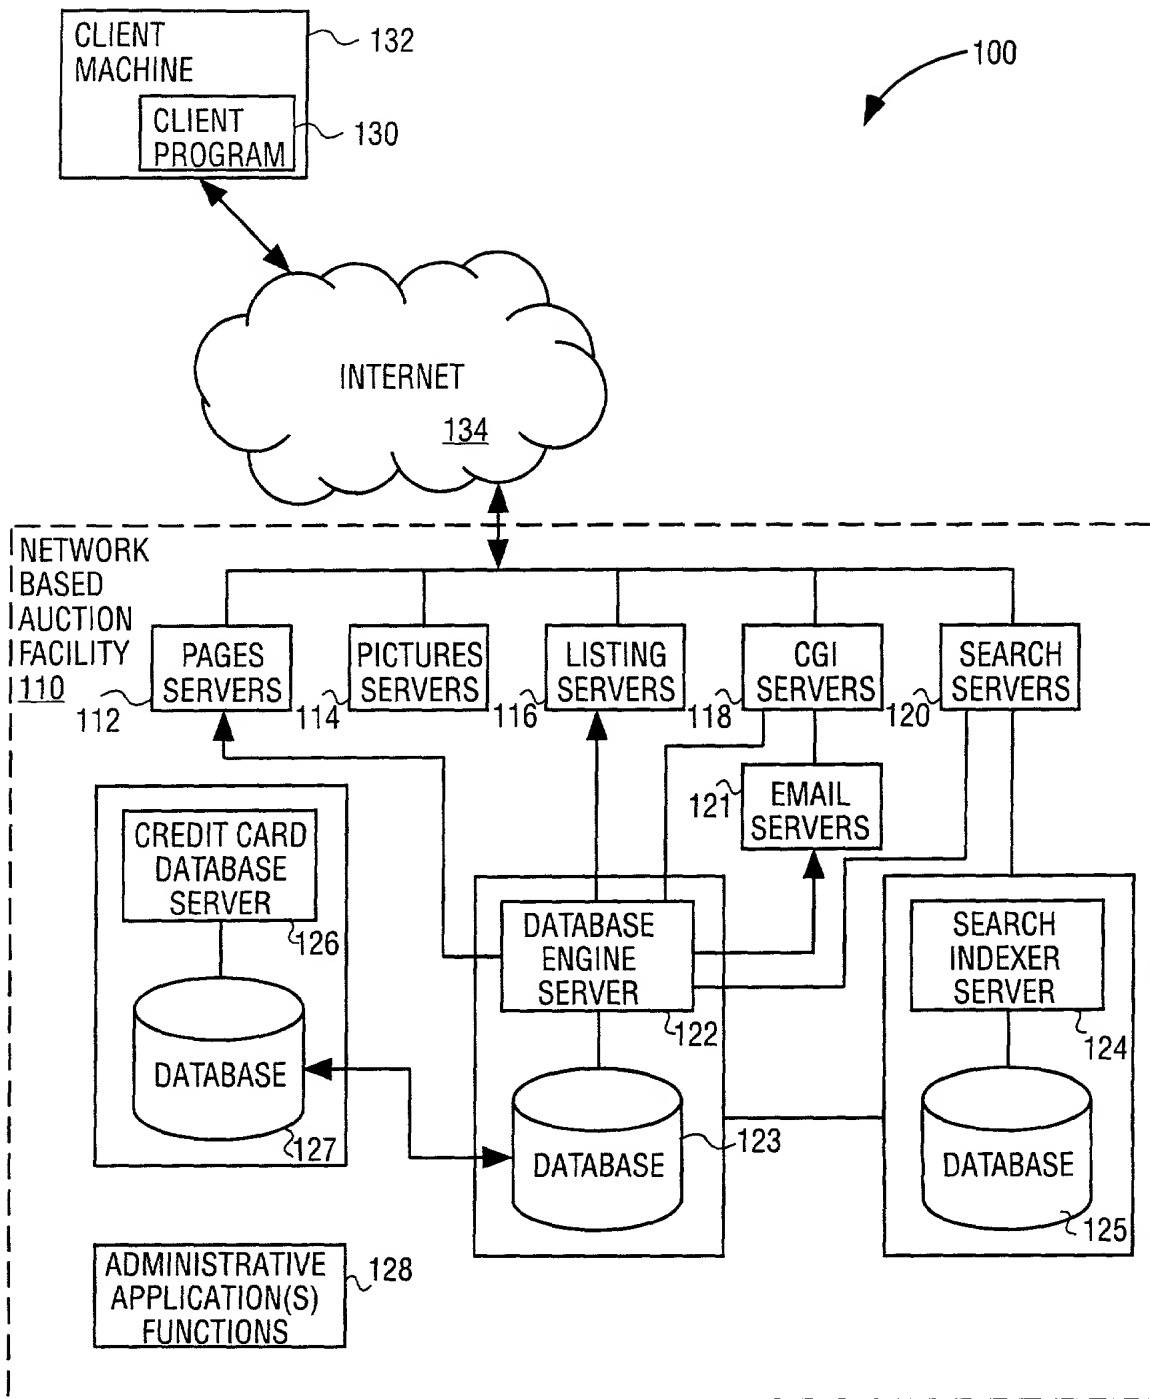 CLIENT
MACHINE
132
CLIENT
PROGRAM
130
100
INTERNET
134
NETWORK
BASED
AUCTION
FACILITY
110
PAGES
SERVERS
112
PICTURES
SERVERS
114
LISTING
SERVERS
116
CGI
SERVERS
118
SEARCH
SERVERS
120
EMAIL
SERVERS
121
CREDIT CARD
DATABASE
SERVER
126
DATABASE
127
DATABASE
ENGINE
SERVER
122
DATABASE
123
SEARCH
INDEXER
SERVER
124
DATABASE
125
ADMINISTRATIVE
APPLICATION(S)
FUNCTIONS
128